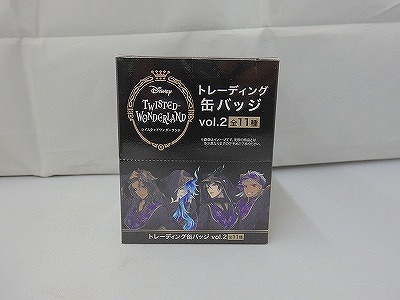 Disney
TWISTED-
WONDERLAND
ツイステッドワンダーランド
トレーディング
缶バッジ
vol.2 全11種
トレーディング缶バッジ vol.2 全11種